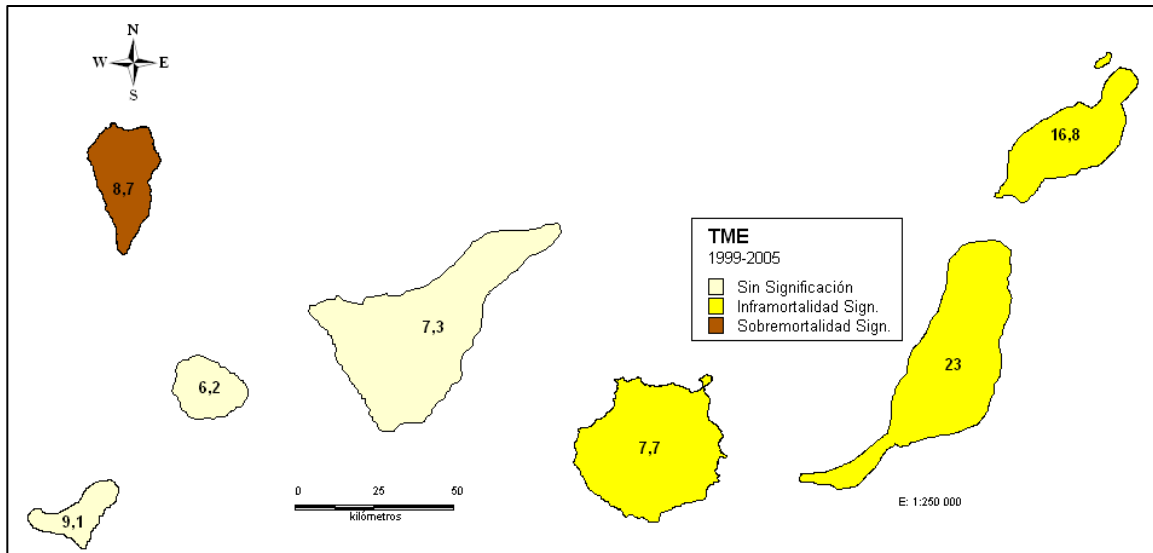 N
W E
S
16,8
8,7
TME
1999-2005
Sin Significación
Inframortalidad Sign.
Sobremortalidad Sign.
7,3
6,2
23
7,7
0 25 50
kilómetros
E: 1:250 000
9,1